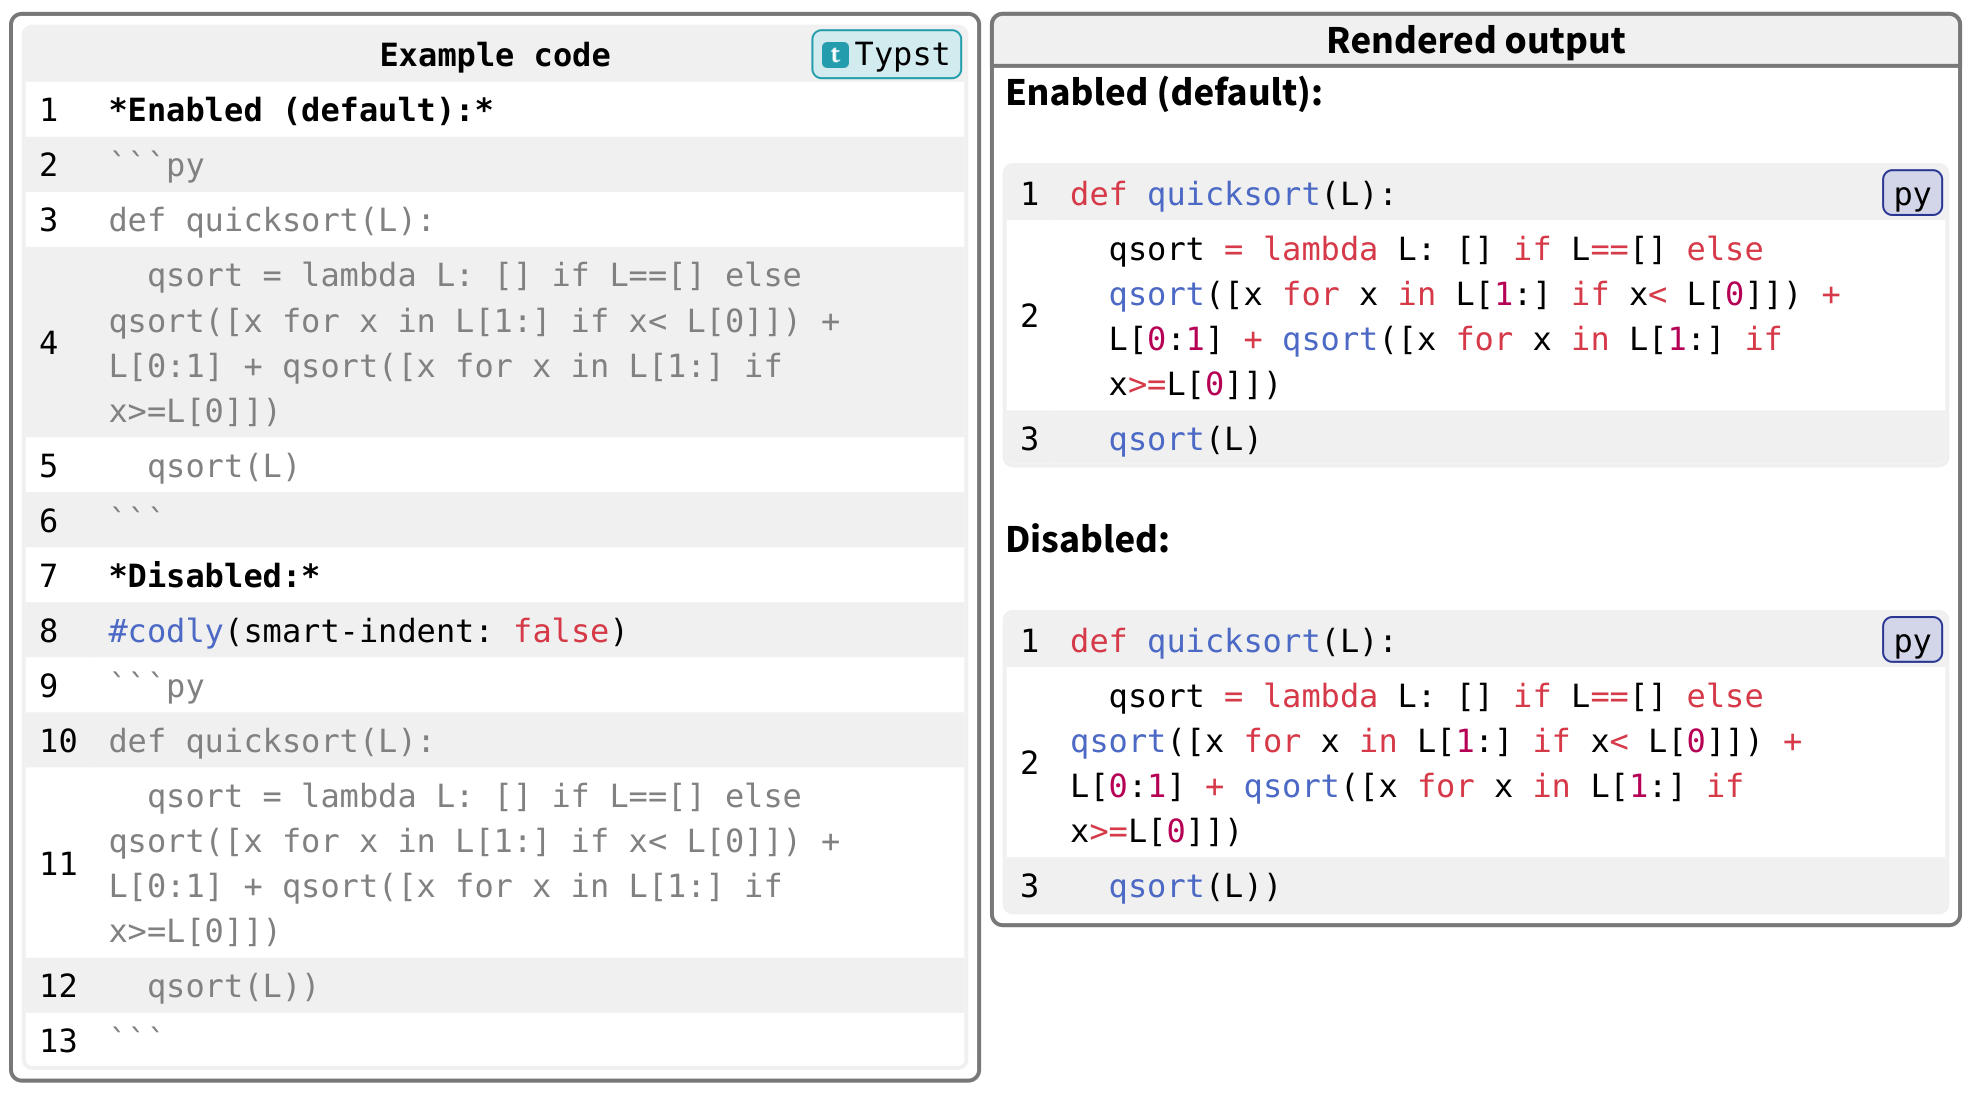 Example code
t Typst
1 *Enabled (default):*
2 ```py
3 def quicksort(L):
4   qsort = lambda L: [] if L==[] else
qsort([x for x in L[1:] if x< L[0]]) +
L[0:1] + qsort([x for x in L[1:] if
x>=L[0]])
5   qsort(L)
6 ```
7 *Disabled:*
8 #codly(smart-indent: false)
9 ```py
10 def quicksort(L):
11   qsort = lambda L: [] if L==[] else
qsort([x for x in L[1:] if x< L[0]]) +
L[0:1] + qsort([x for x in L[1:] if
x>=L[0]])
12   qsort(L))
13 ```
Rendered output
Enabled (default):
1 def quicksort(L):
py
2   qsort = lambda L: [] if L==[] else
  qsort([x for x in L[1:] if x< L[0]]) +
  L[0:1] + qsort([x for x in L[1:] if
  x>=L[0]])
3   qsort(L)
Disabled:
1 def quicksort(L):
py
2   qsort = lambda L: [] if L==[] else
qsort([x for x in L[1:] if x< L[0]]) +
L[0:1] + qsort([x for x in L[1:] if
x>=L[0]])
3   qsort(L))